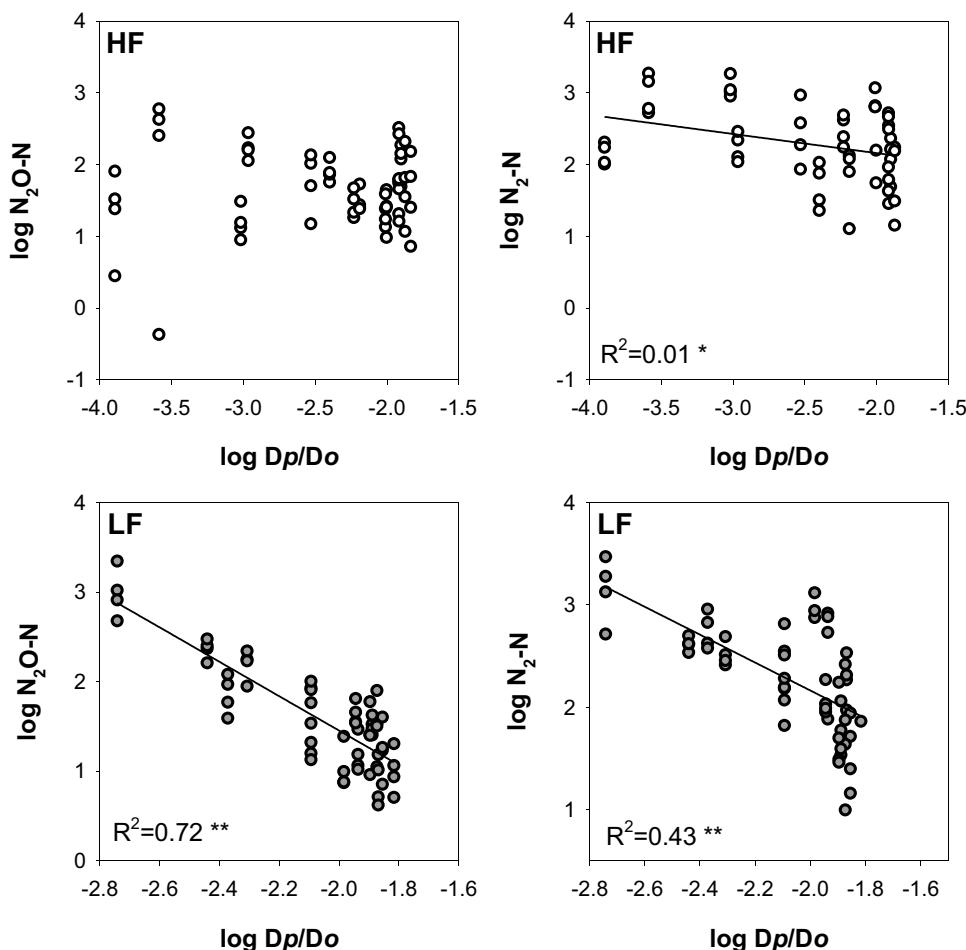 HF
log N2O-N
4
3
2
1
0
-1
-4.0 -3.5 -3.0 -2.5 -2.0 -1.5
log Dp/Do
HF
log N2-N
4
3
2
1
0
-1
R2=0.01 *
-4.0 -3.5 -3.0 -2.5 -2.0 -1.5
log Dp/Do
LF
log N2O-N
4
3
2
1
0
R2=0.72 **
-2.8 -2.6 -2.4 -2.2 -2.0 -1.8 -1.6
log Dp/Do
LF
log N2-N
4
3
2
1
R2=0.43 **
-2.8 -2.6 -2.4 -2.2 -2.0 -1.8 -1.6
log Dp/Do